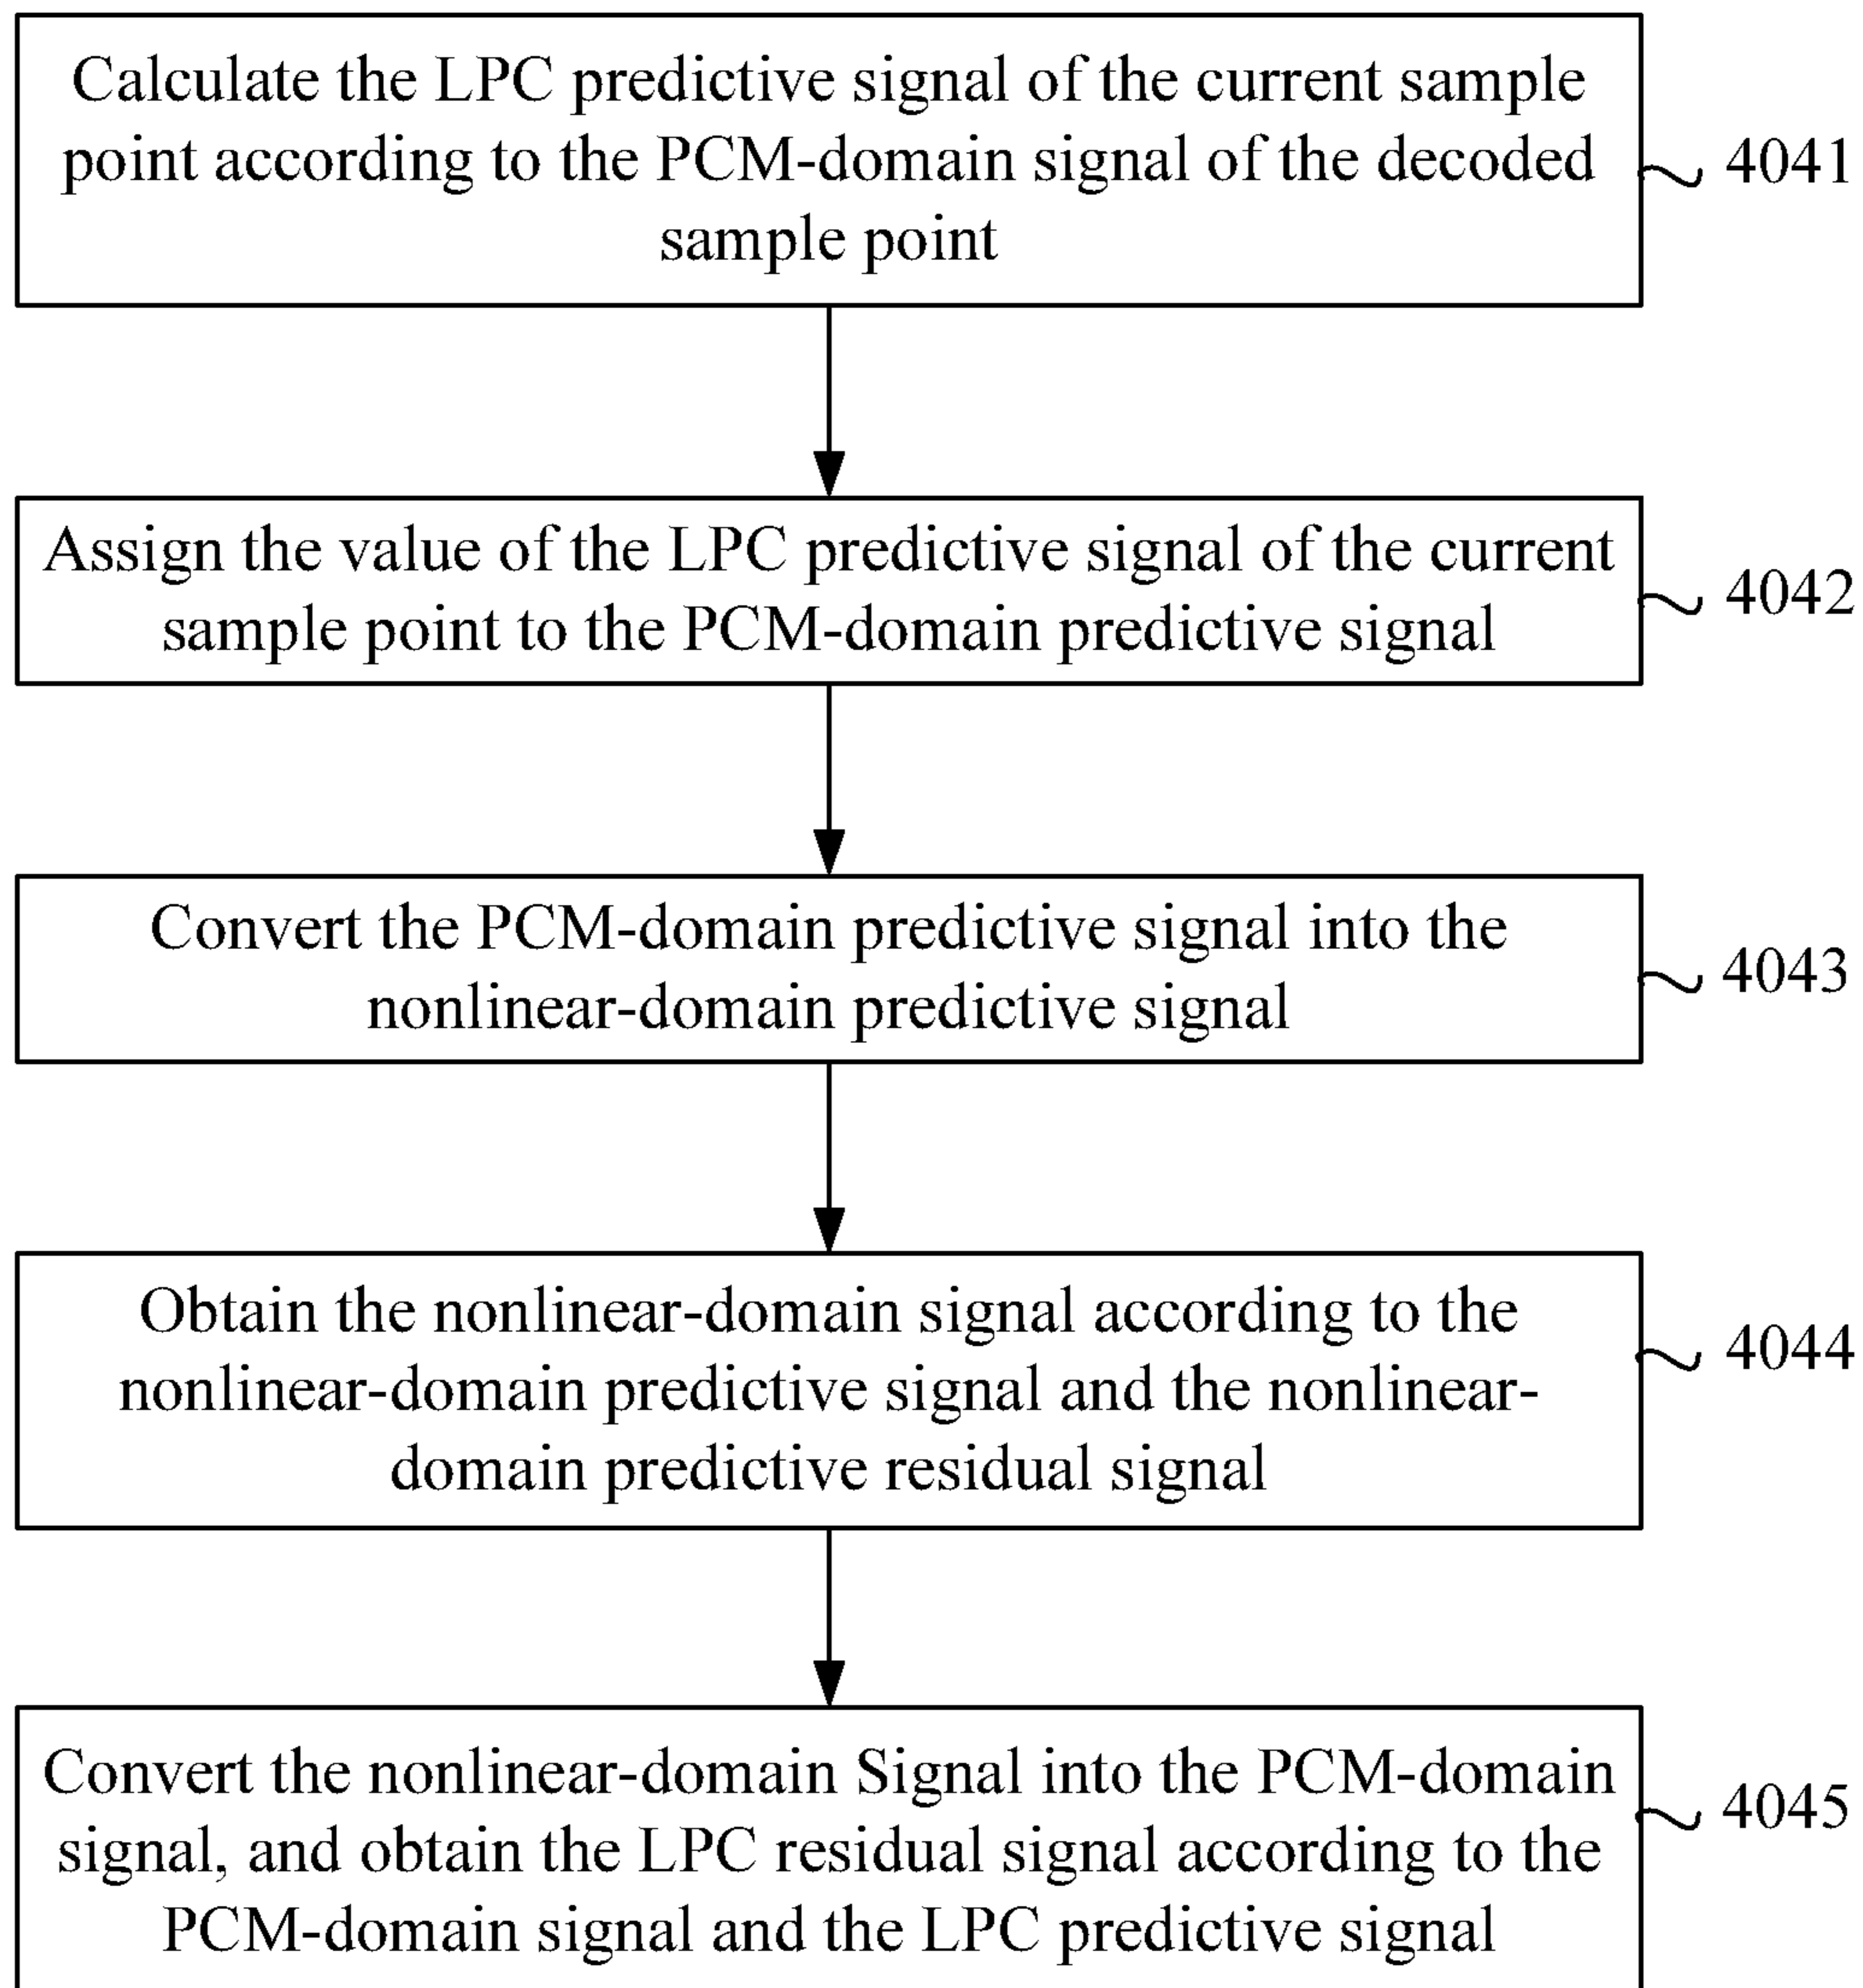 Calculate the LPC predictive signal of the current sample
point according to the PCM-domain signal of the decoded
sample point
4041
Assign the value of the LPC predictive signal of the current
sample point to the PCM-domain predictive signal
4042
Convert the PCM-domain predictive signal into the
nonlinear-domain predictive signal
4043
Obtain the nonlinear-domain signal according to the
nonlinear-domain predictive signal and the nonlinear-
domain predictive residual signal
4044
Convert the nonlinear-domain Signal into the PCM-domain
signal, and obtain the LPC residual signal according to the
PCM-domain signal and the LPC predictive signal
4045